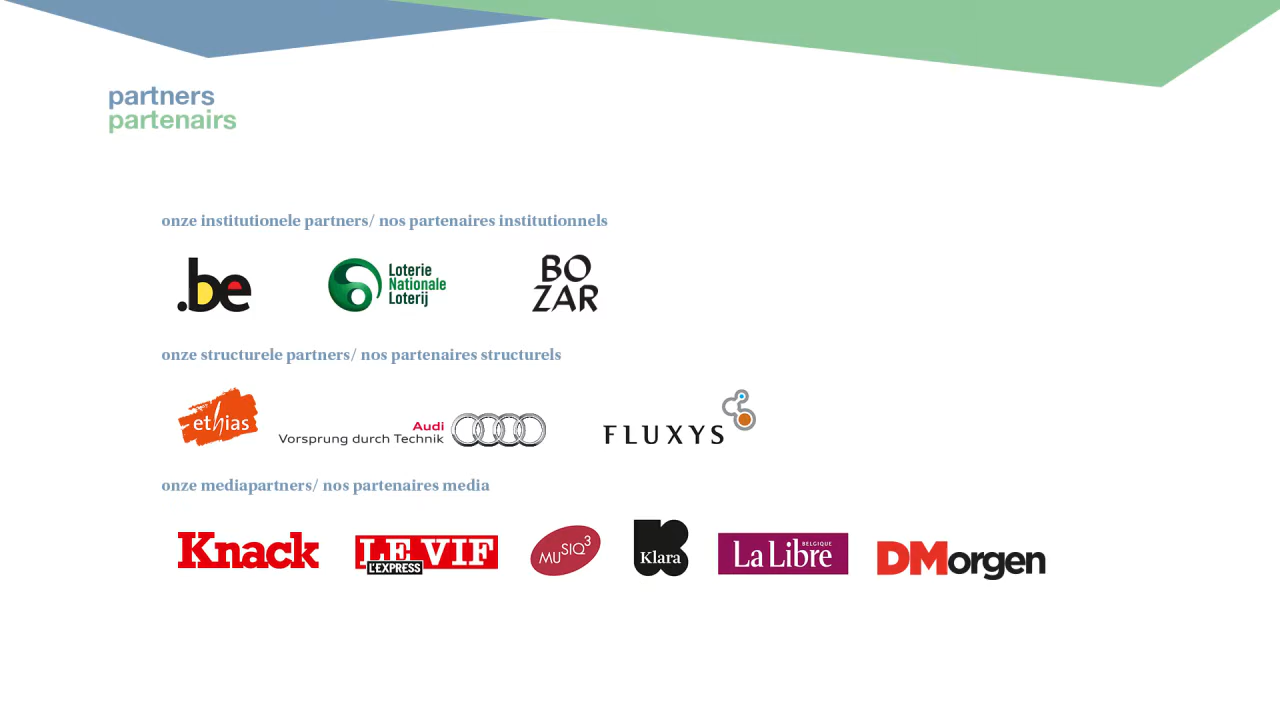 partners
partenairs
onze institutionele partners/ nos partenaires institutionnels
.be
Loterie
Nationale
Loterij
BO
ZAR
onze structurele partners/ nos partenaires structurels
ethias
Audi
Vorsprung durch Technik
FLUXYS
onze mediapartners/ nos partenaires media
Knack
LE VIF
L'EXPRESS
MUSIQ3
Klara
La Libre
BELGIQUE
DMorgen